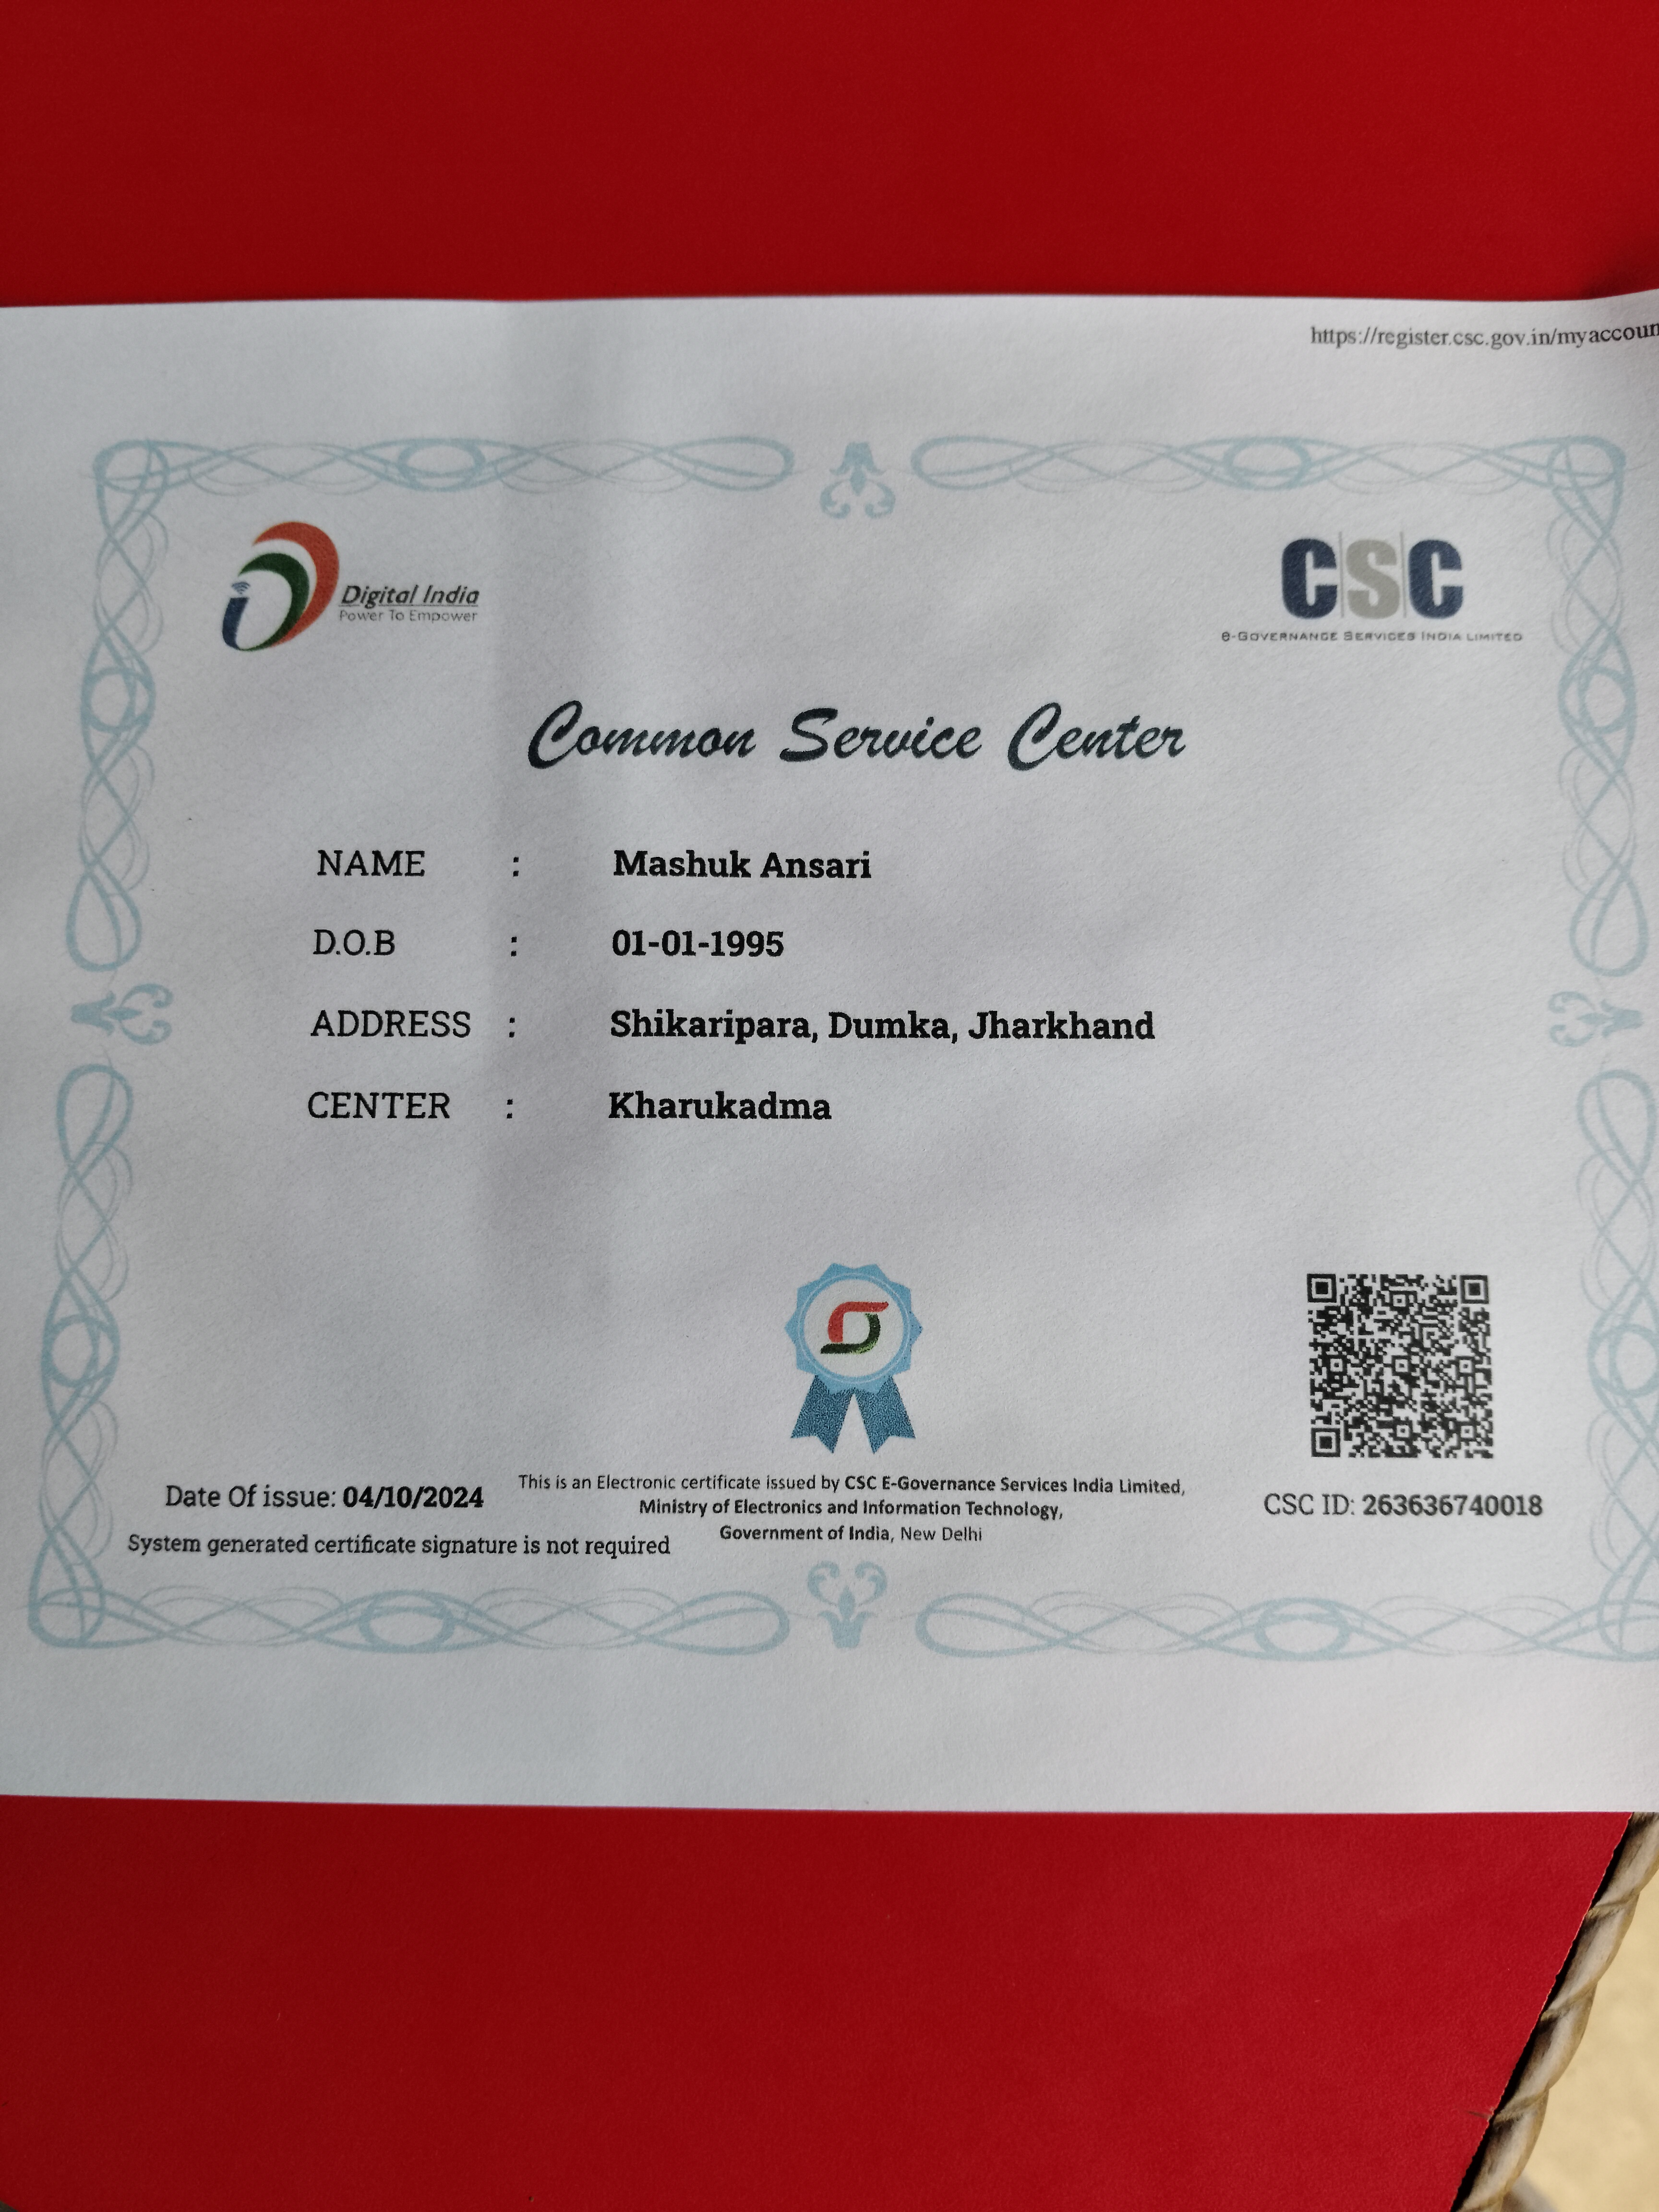 https://register.csc.gov.in/myaccoun
Digital India
Power To Empower
CSC
e-Governance Services India Limited
Common Service Center
NAME : Mashuk Ansari
D.O.B : 01-01-1995
ADDRESS : Shikaripara, Dumka, Jharkhand
CENTER : Kharukadma
Date Of issue: 04/10/2024
System generated certificate signature is not required
This is an Electronic certificate issued by CSC E-Governance Services India Limited,
Ministry of Electronics and Information Technology,
Government of India, New Delhi
CSC ID: 263636740018